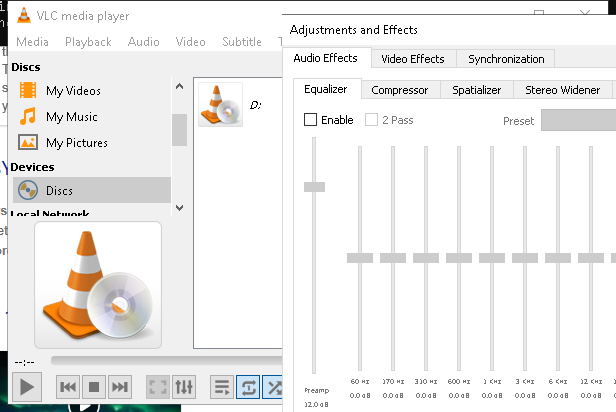 VLC media player
Media Playback Audio Video Subtitle
Discs
My Videos
My Music
My Pictures
Devices
Discs
Local Network
D:
--:--
Adjustments and Effects
Audio Effects Video Effects Synchronization
Equalizer Compressor Spatializer Stereo Widener
Enable 2 Pass Preset
60 Hz 170 Hz 310 Hz 600 Hz 1 KHz 3 KHz 6 KHz 12 KHz
Preamp 0.0 dB 0.0 dB 0.0 dB 0.0 dB 0.0 dB 0.0 dB 0.0 dB 0.0 dB
12.0 dB